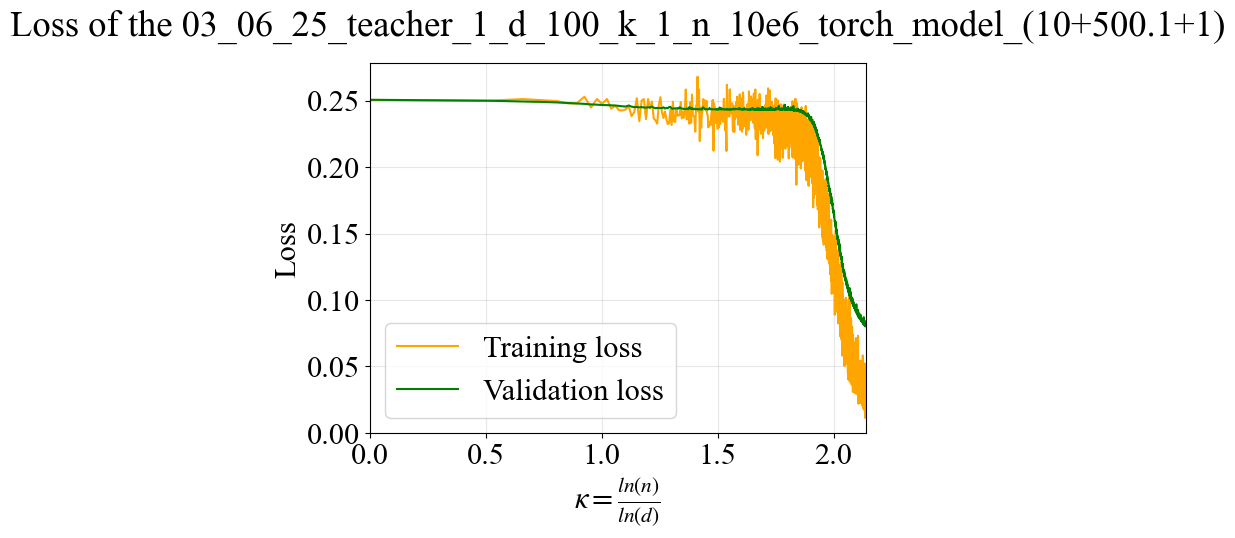 Loss of the 03_06_25_teacher_1_d_100_k_1_n_10e6_torch_model_(10+500.1+1)
0.25
0.20
0.15
0.10
0.05
0.00
Loss
Training loss
Validation loss
0.0 0.5 1.0 1.5 2.0
κ = ln(n)/ln(d)